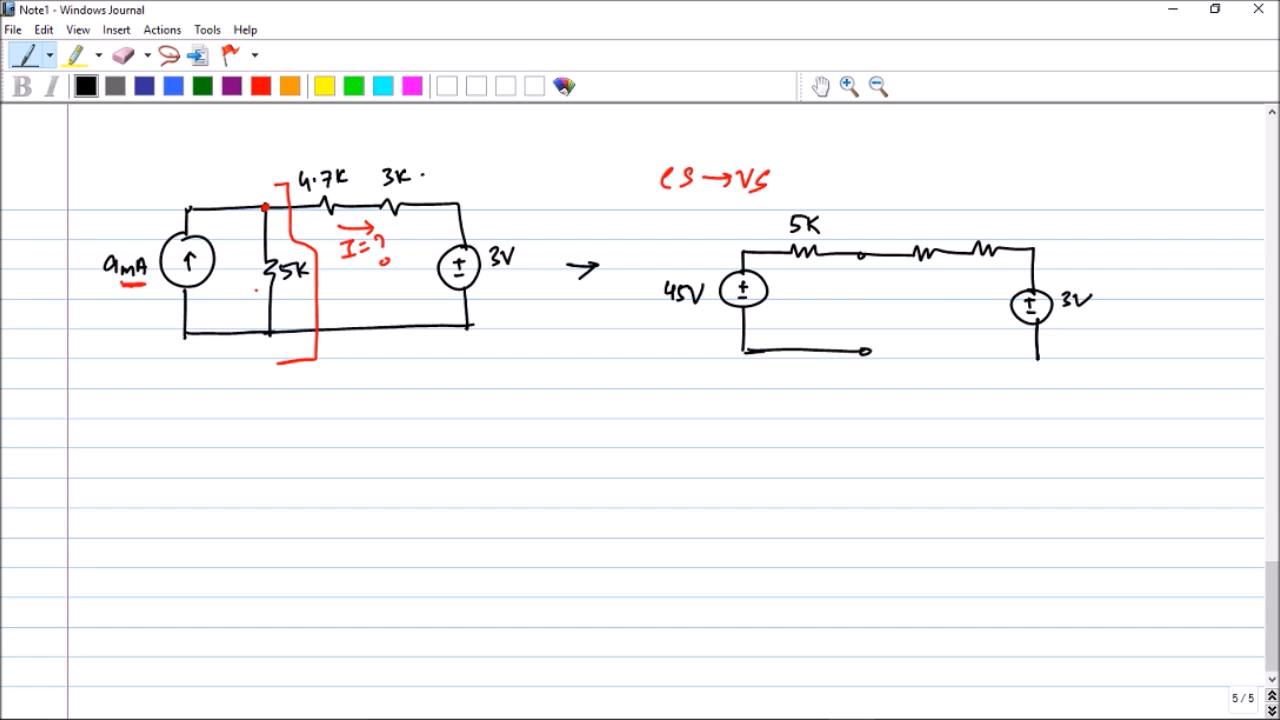 Note1 - Windows Journal
File Edit View Insert Actions Tools Help
B I
4.7K 3K
CS → VS
5K
I = ?
9mA
5K
3V
45V
3V
5 / 5